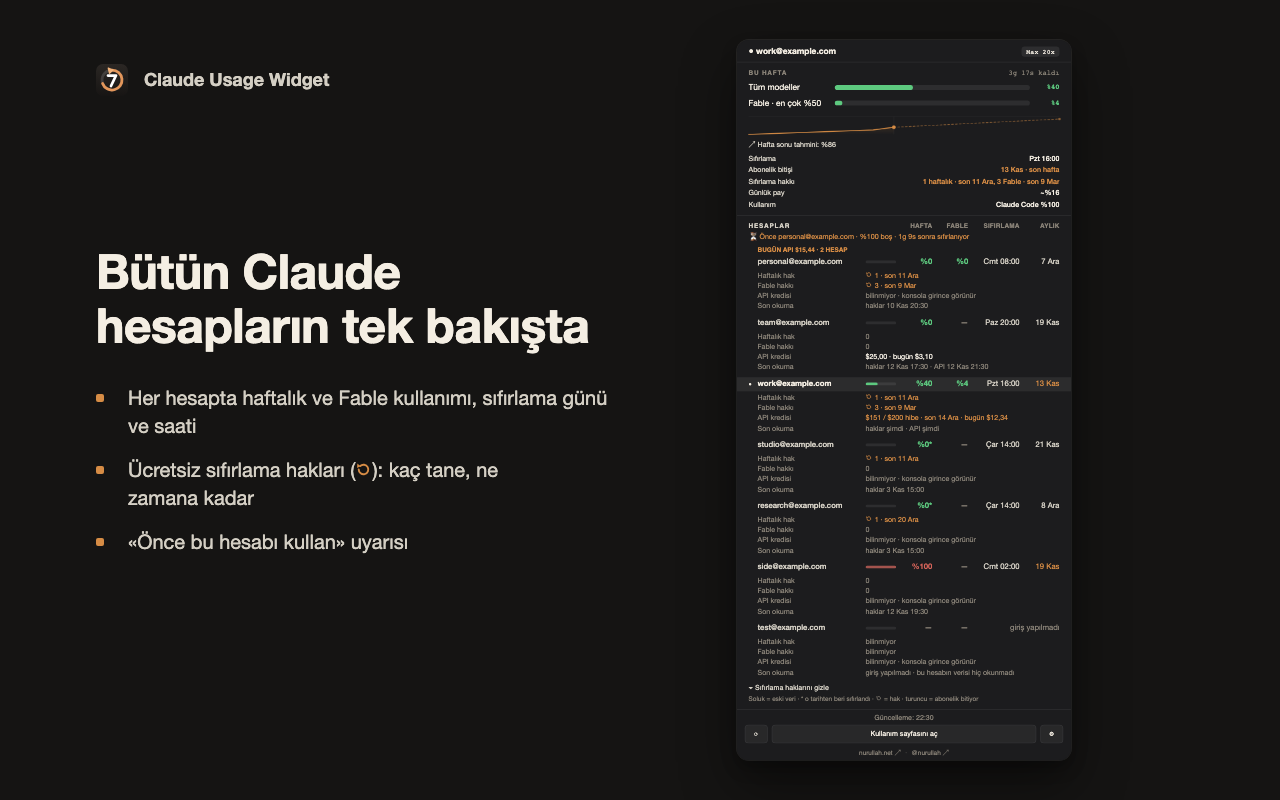 7 Claude Usage Widget
Bütün Claude
hesapların tek bakışta
Her hesapta haftalık ve Fable kullanımı, sıfırlama günü
ve saati
Ücretsiz sıfırlama hakları (): kaç tane, ne
zamana kadar
«Önce bu hesabı kullan» uyarısı
work@example.com Max 20x
BU HAFTA 3g 17s kaldı
Tüm modeller %40
Fable · en çok %50 %4
Hafta sonu tahmini: %86
Sıfırlama Pzt 16:00
Abonelik bitişi 13 Kas · son hafta
Sıfırlama hakkı 1 haftalık · son 11 Ara, 3 Fable · son 9 Mar
Günlük pay ~%16
Kullanım Claude Code %100
HESAPLAR HAFTA FABLE SIFIRLAMA AYLIK
Önce personal@example.com · %100 boş · 1g 9s sonra sıfırlanıyor
BUGÜN API $15,44 · 2 HESAP
personal@example.com %0 %0 Cmt 08:00 7 Ara
Haftalık hak 1 · son 11 Ara
Fable hakkı 3 · son 9 Mar
API kredisi bilinmiyor · konsola girince görünür
Son okuma haklar 10 Kas 20:30
team@example.com %0 — Paz 20:00 19 Kas
Haftalık hak 0
Fable hakkı 0
API kredisi $25,00 · bugün $3,10
Son okuma haklar 12 Kas 17:30 · API 12 Kas 21:30
work@example.com %40 %4 Pzt 16:00 13 Kas
Haftalık hak 1 · son 11 Ara
Fable hakkı 3 · son 9 Mar
API kredisi $151 / $200 hibe · son 14 Ara · bugün $12,34
Son okuma haklar şimdi · API şimdi
studio@example.com %0* — Çar 14:00 21 Kas
Haftalık hak 1 · son 11 Ara
Fable hakkı 0
API kredisi bilinmiyor · konsola girince görünür
Son okuma haklar 3 Kas 15:00
research@example.com %0* — Çar 14:00 8 Ara
Haftalık hak 1 · son 20 Ara
Fable hakkı 0
API kredisi bilinmiyor · konsola girince görünür
Son okuma haklar 3 Kas 15:00
side@example.com %100 — Cmt 02:00 19 Kas
Haftalık hak 0
Fable hakkı 0
API kredisi bilinmiyor · konsola girince görünür
Son okuma haklar 12 Kas 19:30
test@example.com — — giriş yapılmadı
Haftalık hak bilinmiyor
Fable hakkı bilinmiyor
API kredisi bilinmiyor · konsola girince görünür
Son okuma giriş yapılmadı · bu hesabın verisi hiç okunmadı
Sıfırlama haklarını gizle
Soluk = eski veri · * o tarihten beri sıfırlandı · = hak · turuncu = abonelik bitiyor
Güncelleme: 22:30
Kullanım sayfasını aç
nurullah.net · @nurullah